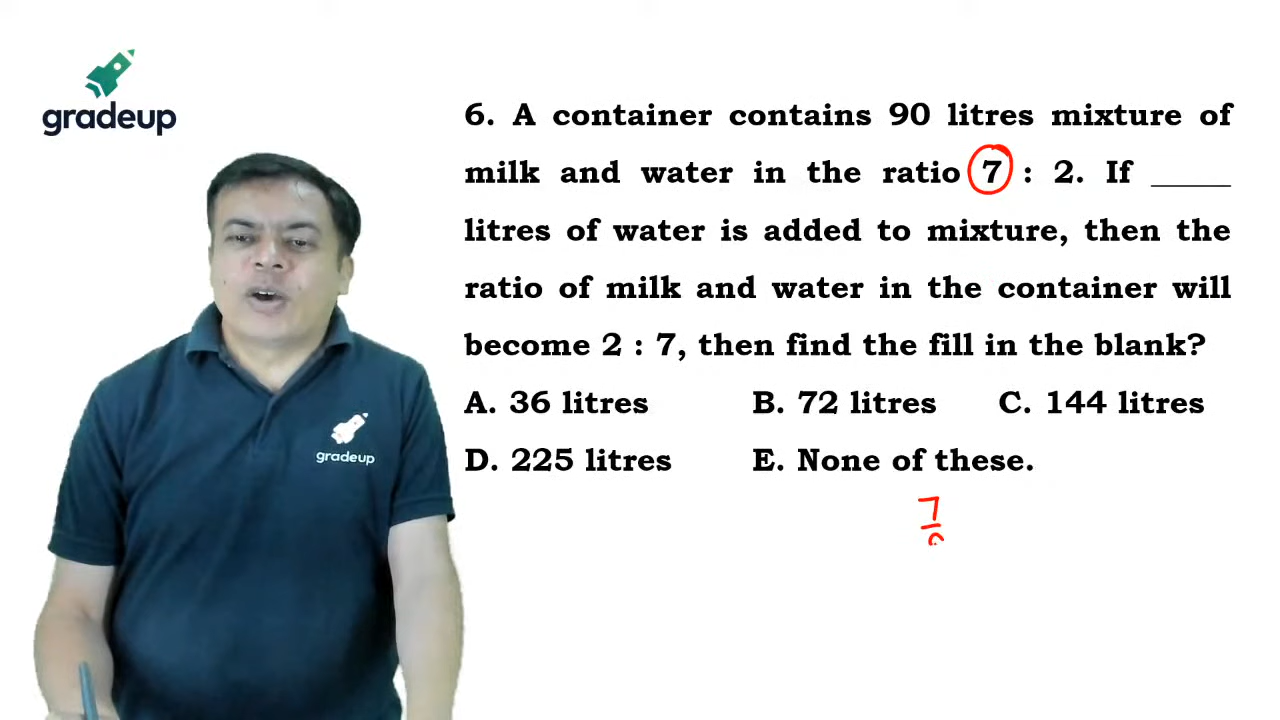 gradeup
6. A container contains 90 litres mixture of
milk and water in the ratio 7 : 2. If _____
litres of water is added to mixture, then the
ratio of milk and water in the container will
become 2 : 7, then find the fill in the blank?
A. 36 litres B. 72 litres C. 144 litres
D. 225 litres E. None of these.
gradeup
7